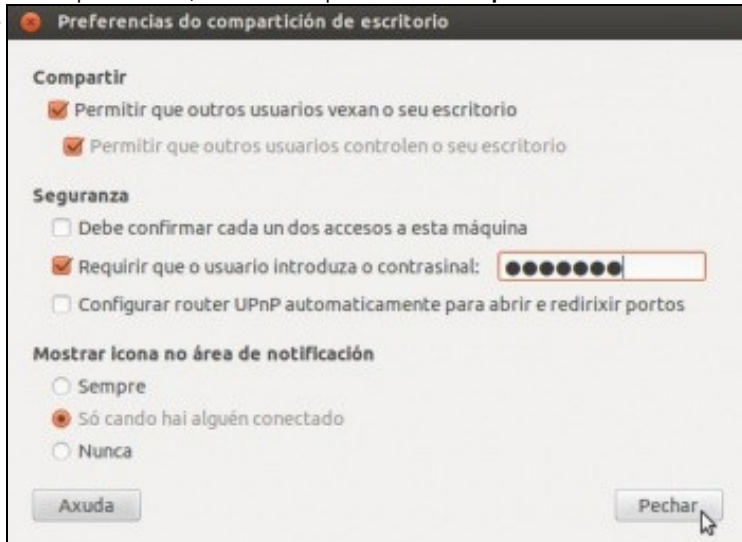 Preferencias do compartición de escritorio
Compartir
Permitir que outros usuarios vexan o seu escritorio
Permitir que outros usuarios controlen o seu escritorio
Seguranza
Debe confirmar cada un dos accesos a esta máquina
Requirir que o usuario introduza o contrasinal: ●●●●●●●
Configurar router UPnP automaticamente para abrir e redirixir portos
Mostrar icona no área de notificación
Sempre
Só cando hai alguén conectado
Nunca
Axuda Pechar